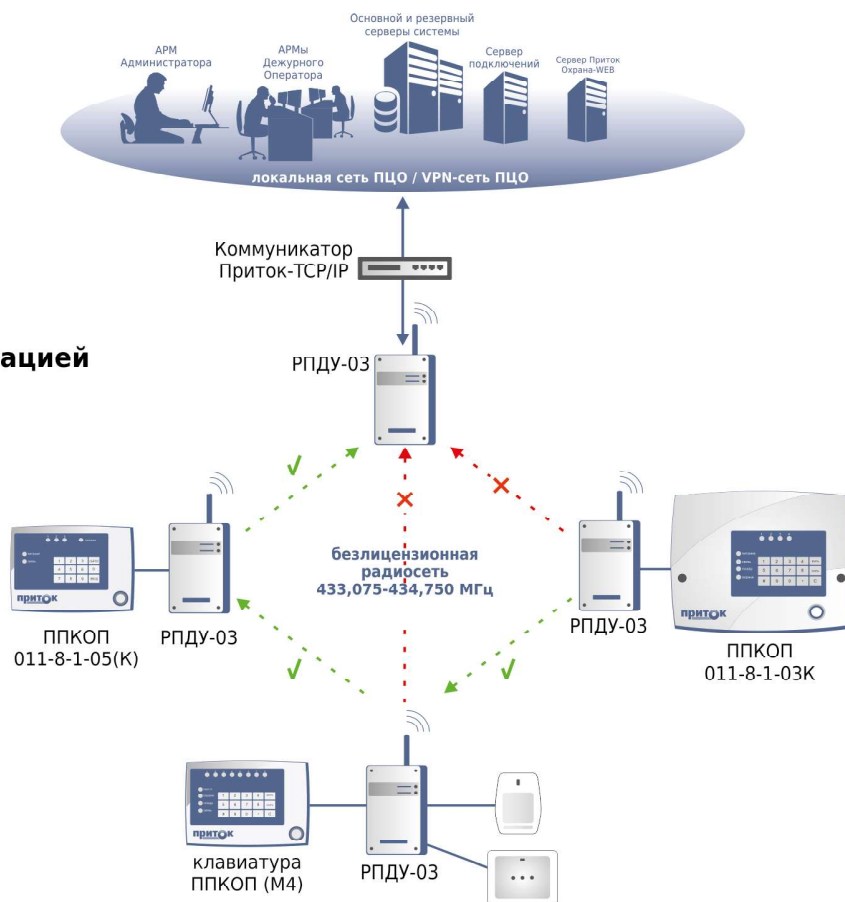 Основной и резервный
серверы системы
АРМ
Администратора
АРМы
Дежурного
Оператора
Сервер
подключений
Сервер Приток
Охрана-WEB
локальная сеть ПЦО / VPN-сеть ПЦО
Коммуникатор
Приток-TCP/IP
ацией
РПДУ-03
безлицензионная
радиосеть
433,075-434,750 МГц
приток
ППКОП
011-8-1-05(К)
РПДУ-03
РПДУ-03
приток
ППКОП
011-8-1-03К
приток
клавиатура
ППКОП (М4)
РПДУ-03